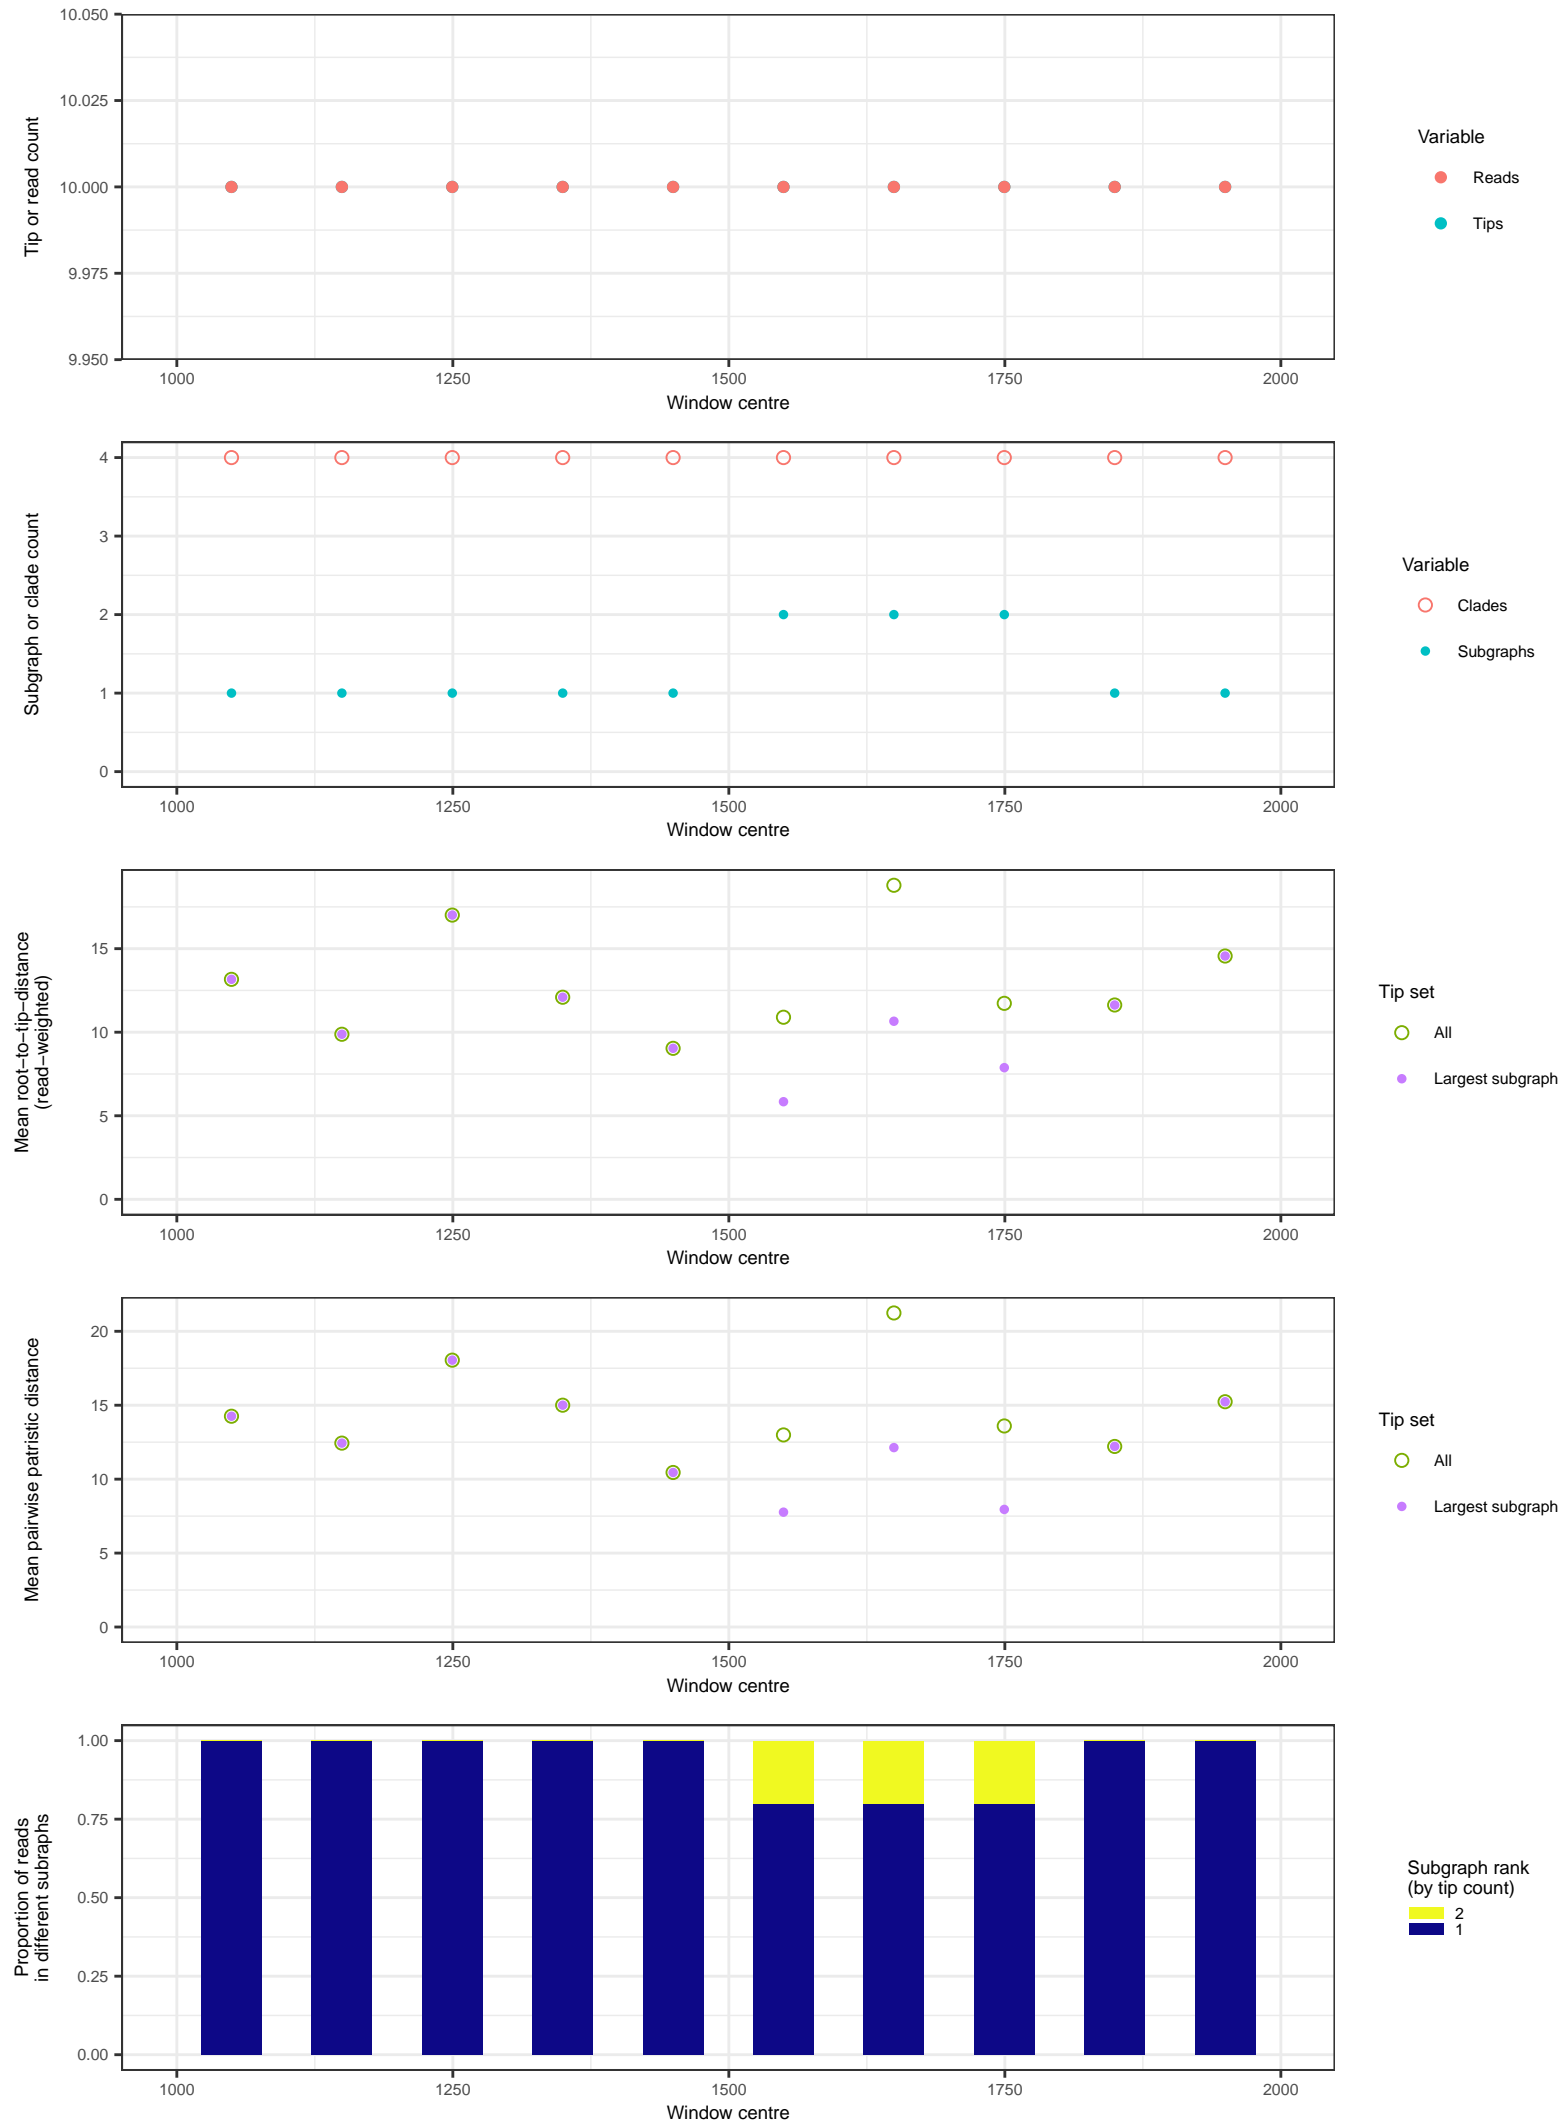 10.050
10.025
10.000
9.975
9.950
Tip or read count
1000 1250 1500 1750 2000
Window centre
Variable
Reads
Tips
4
3
2
1
0
Subgraph or clade count
1000 1250 1500 1750 2000
Window centre
Variable
Clades
Subgraphs
15
10
5
0
Mean root−to−tip−distance
(read−weighted)
1000 1250 1500 1750 2000
Window centre
Tip set
All
Largest subgraph
20
15
10
5
0
Mean pairwise patristic distance
1000 1250 1500 1750 2000
Window centre
Tip set
All
Largest subgraph
1.00
0.75
0.50
0.25
0.00
Proportion of reads
in different subraphs
1000 1250 1500 1750 2000
Window centre
Subgraph rank
(by tip count)
2
1